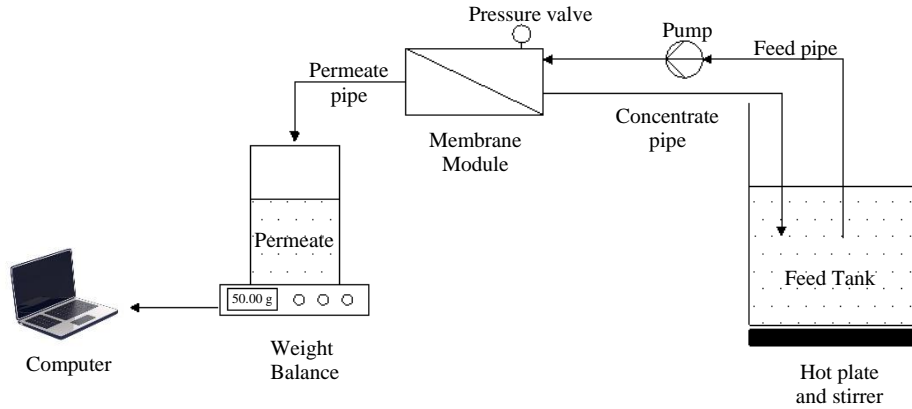 Pressure valve
Pump
Feed pipe
Permeate
pipe
Concentrate
pipe
Membrane
Module
Permeate
Feed Tank
50.00 g
Computer
Weight
Balance
Hot plate
and stirrer